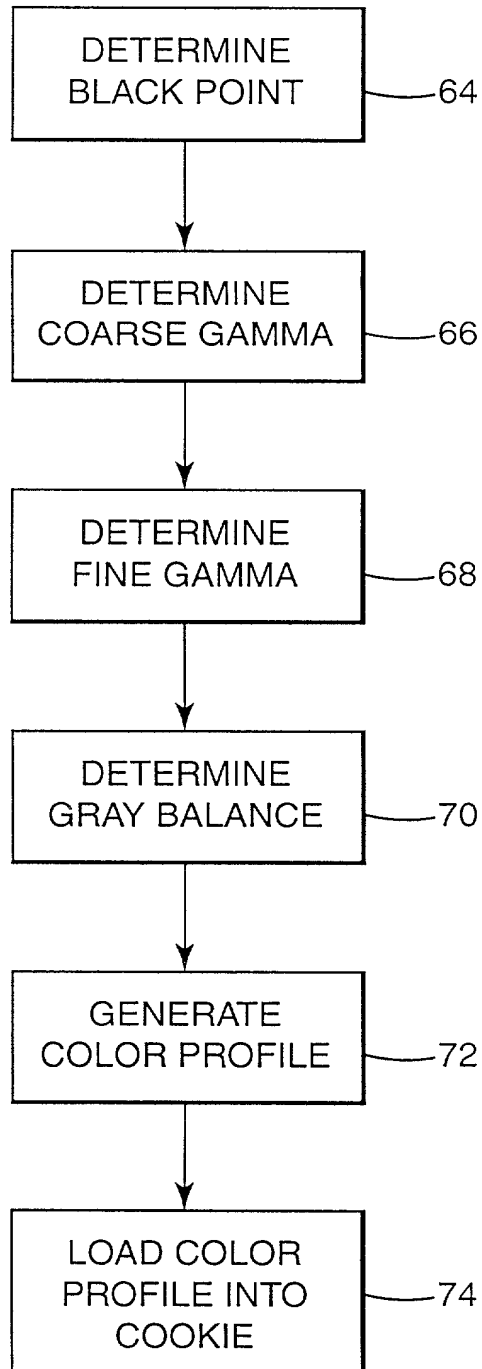 DETERMINE
BLACK POINT
64
DETERMINE
COARSE GAMMA
66
DETERMINE
FINE GAMMA
68
DETERMINE
GRAY BALANCE
70
GENERATE
COLOR PROFILE
72
LOAD COLOR
PROFILE INTO
COOKIE
74